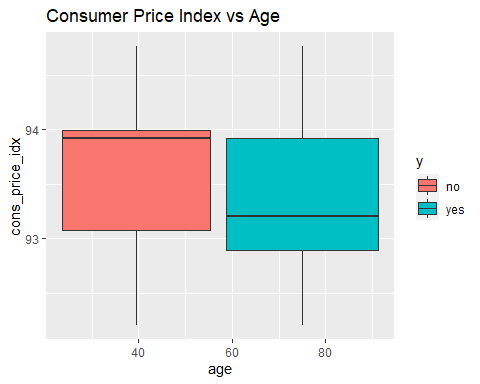 Consumer Price Index vs Age
cons_price_idx
94
93
40
60
80
age
y
no
yes